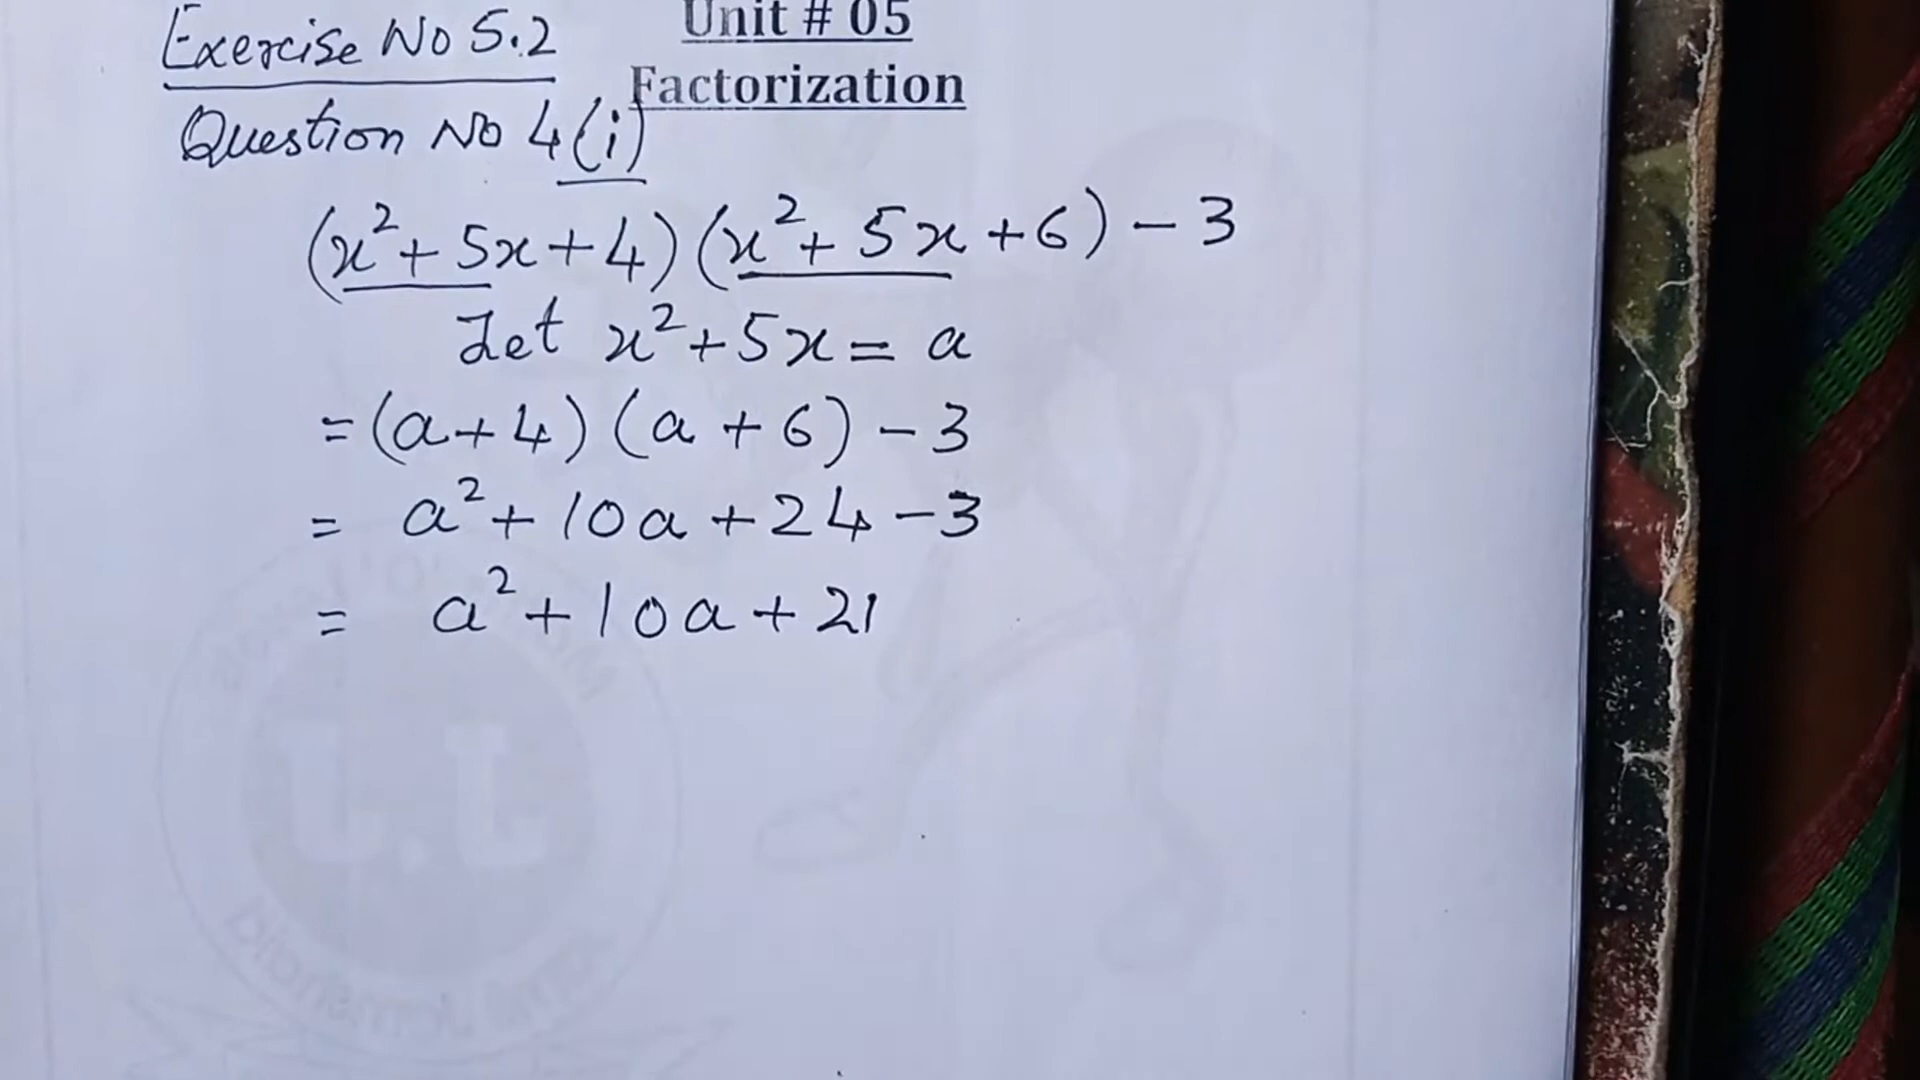 Unit # 05
Exercise No 5.2
Factorization
Question No 4(i)
(x²+5x+4)(x²+5x+6)-3
Let x²+5x=a
=(a+4)(a+6)-3
= a²+10a+24-3
= a²+10a+21